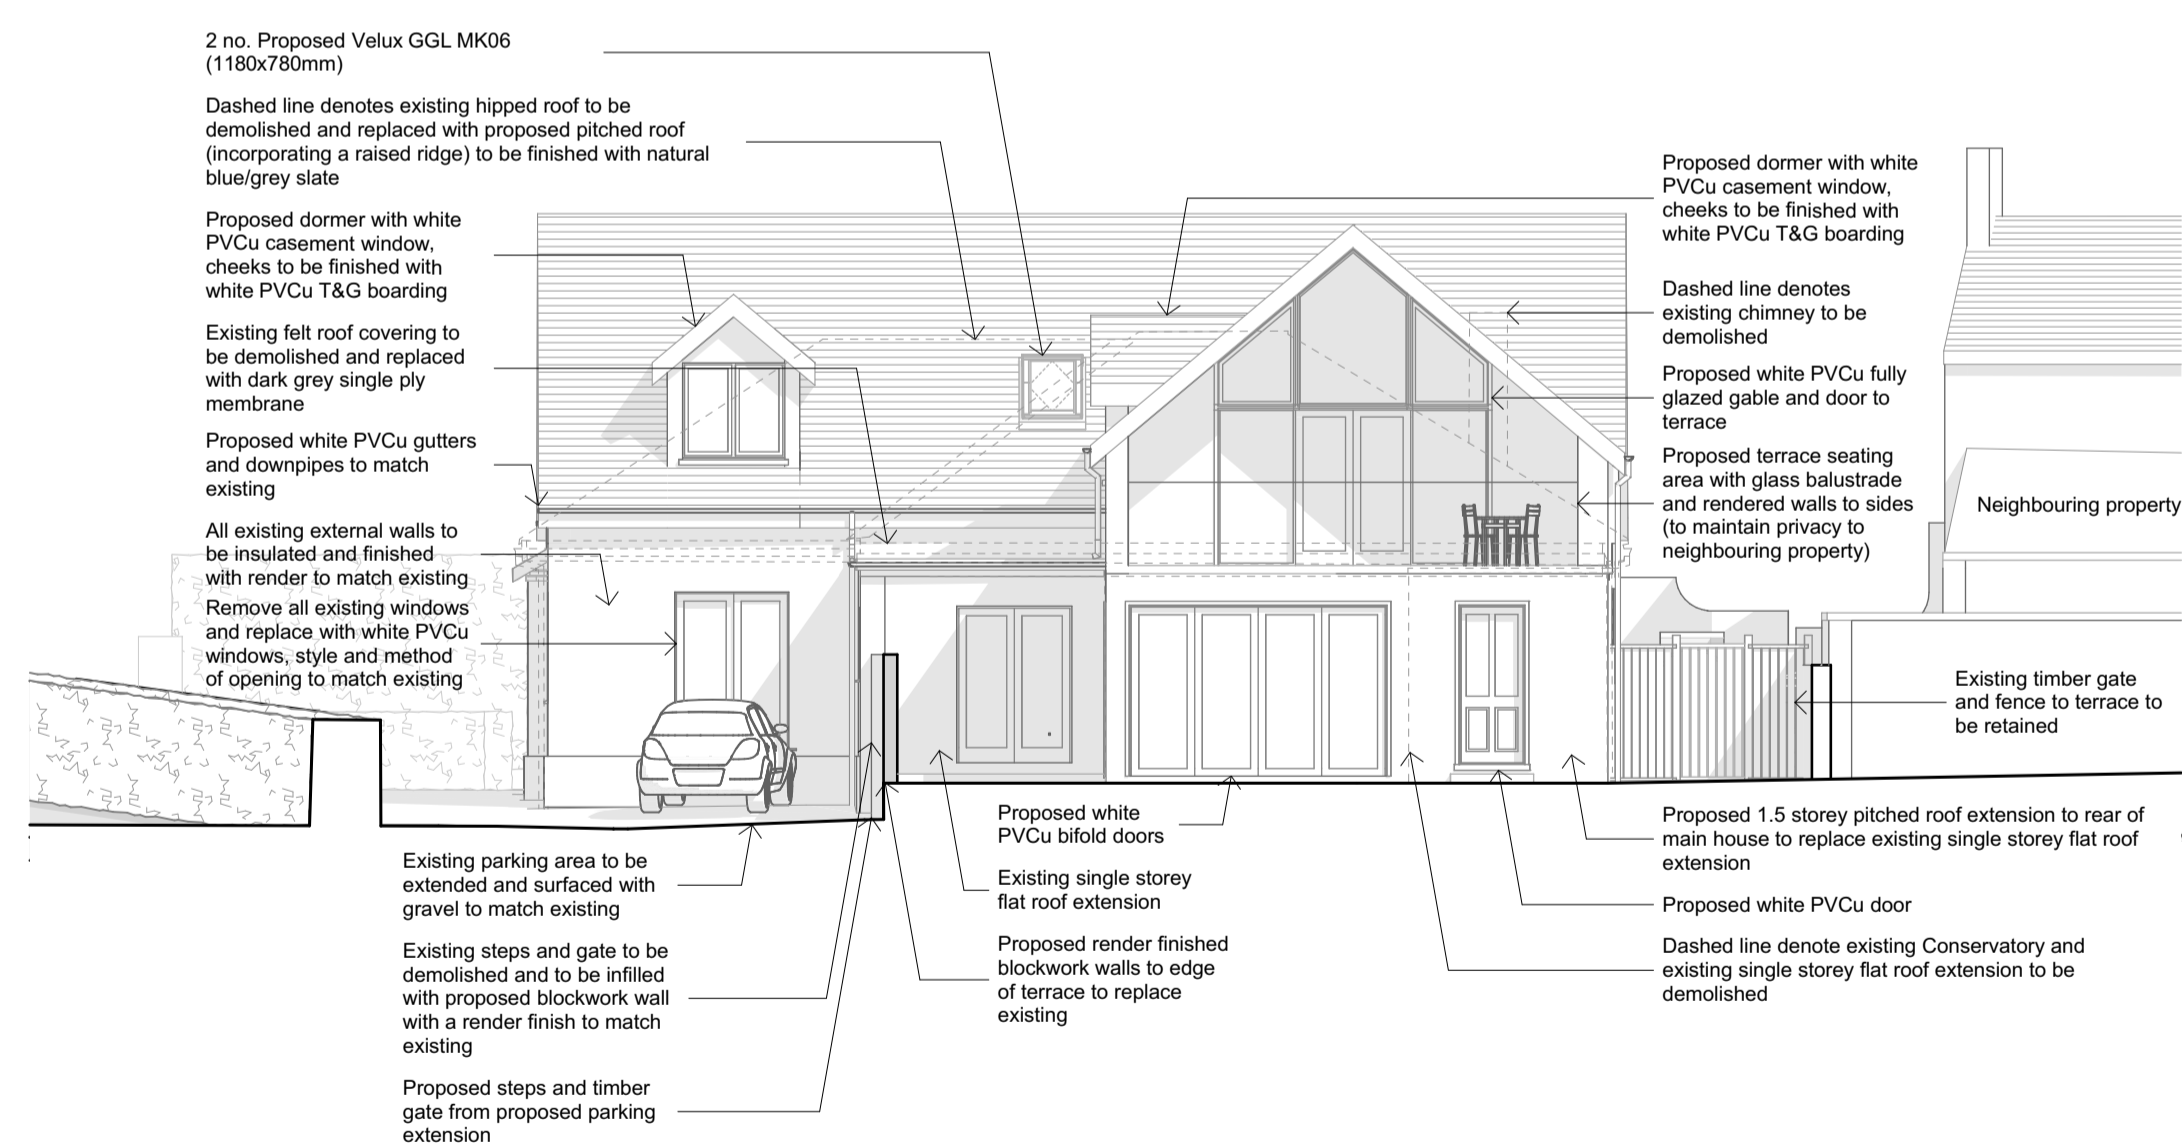 2 no. Proposed Velux GGL MK06
(1180x780mm)
Dashed line denotes existing hipped roof to be
demolished and replaced with proposed pitched roof
(incorporating a raised ridge) to be finished with natural
blue/grey slate
Proposed dormer with white
PVCu casement window,
cheeks to be finished with
white PVCu T&G boarding
Existing felt roof covering to
be demolished and replaced
with dark grey single ply
membrane
Proposed white PVCu gutters
and downpipes to match
existing
All existing external walls to
be insulated and finished
with render to match existing
Remove all existing windows
and replace with white PVCu
windows, style and method
of opening to match existing
Existing parking area to be
extended and surfaced with
gravel to match existing
Existing steps and gate to be
demolished and to be infilled
with proposed blockwork wall
with a render finish to match
existing
Proposed steps and timber
gate from proposed parking
extension
Proposed white
PVCu bifold doors
Existing single storey
flat roof extension
Proposed render finished
blockwork walls to edge
of terrace to replace
existing
Proposed dormer with white
PVCu casement window,
cheeks to be finished with
white PVCu T&G boarding
Dashed line denotes
existing chimney to be
demolished
Proposed white PVCu fully
glazed gable and door to
terrace
Proposed terrace seating
area with glass balustrade
and rendered walls to sides
(to maintain privacy to
neighbouring property)
Neighbouring property
Existing timber gate
and fence to terrace to
be retained
Proposed 1.5 storey pitched roof extension to rear of
main house to replace existing single storey flat roof
extension
Proposed white PVCu door
Dashed line denote existing Conservatory and
existing single storey flat roof extension to be
demolished